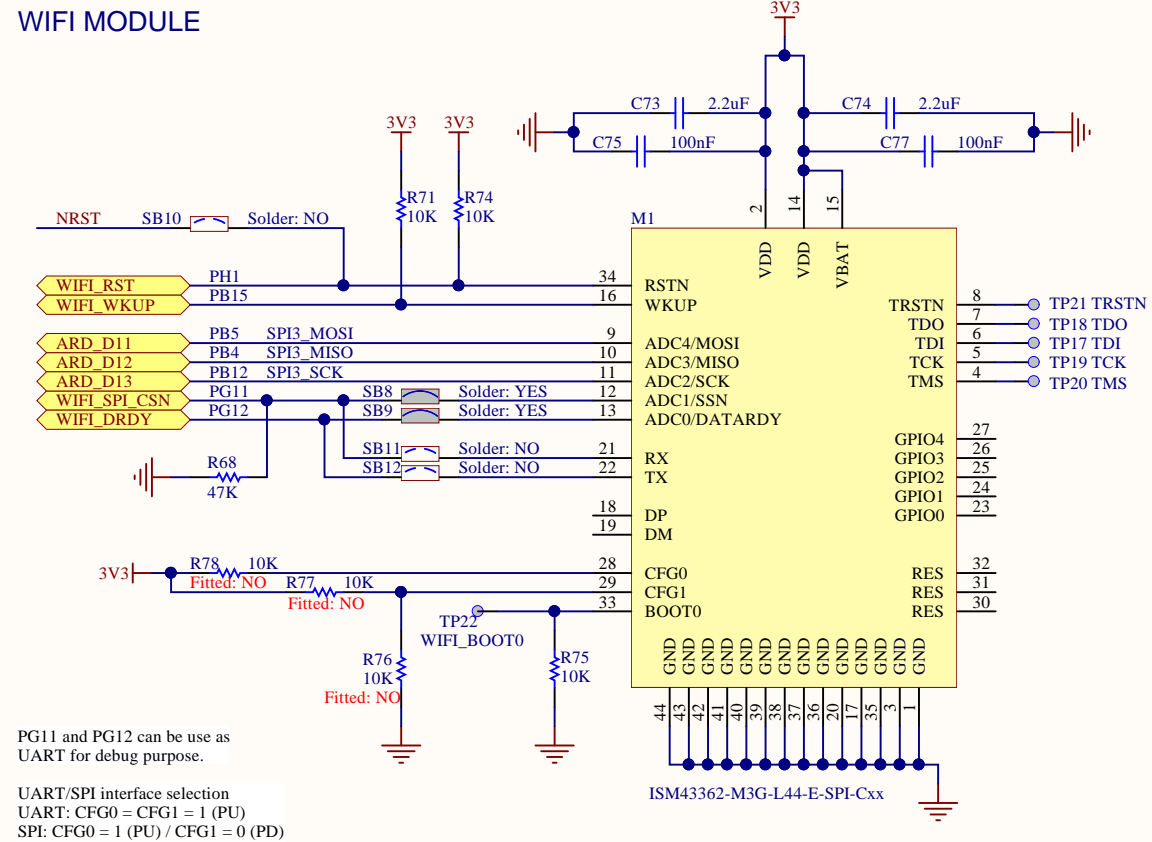 WIFI MODULE
3V3
C73 2.2uF
C74 2.2uF
C75 100nF
C77 100nF
3V3 3V3
R71
10K
R74
10K
NRST SB10 Solder: NO
M1
2 14 15
VDD VDD VBAT
WIFI_RST PH1 34 RSTN
WIFI_WKUP PB15 16 WKUP
ARD_D11 PB5 SPI3_MOSI 9 ADC4/MOSI
ARD_D12 PB4 SPI3_MISO 10 ADC3/MISO
ARD_D13 PB12 SPI3_SCK 11 ADC2/SCK
WIFI_SPI_CSN PG11 SB8 Solder: YES 12 ADC1/SSN
WIFI_DRDY PG12 SB9 Solder: YES 13 ADC0/DATARDY
SB11 Solder: NO 21 RX
SB12 Solder: NO 22 TX
R68
47K
18 DP
19 DM
TRSTN 8 TP21 TRSTN
TDO 7 TP18 TDO
TDI 6 TP17 TDI
TCK 5 TP19 TCK
TMS 4 TP20 TMS
GPIO4 27
GPIO3 26
GPIO2 25
GPIO1 24
GPIO0 23
3V3 R78 10K 28 CFG0
Fitted: NO
R77 10K 29 CFG1
Fitted: NO
33 BOOT0
TP22
WIFI_BOOT0
RES 32
RES 31
RES 30
R76
10K
Fitted: NO
R75
10K
GND GND GND GND GND GND GND GND GND GND GND GND GND GND
44 43 42 41 40 39 38 37 36 20 17 35 3 1
ISM43362-M3G-L44-E-SPI-Cxx
PG11 and PG12 can be use as
UART for debug purpose.
UART/SPI interface selection
UART: CFG0 = CFG1 = 1 (PU)
SPI: CFG0 = 1 (PU) / CFG1 = 0 (PD)